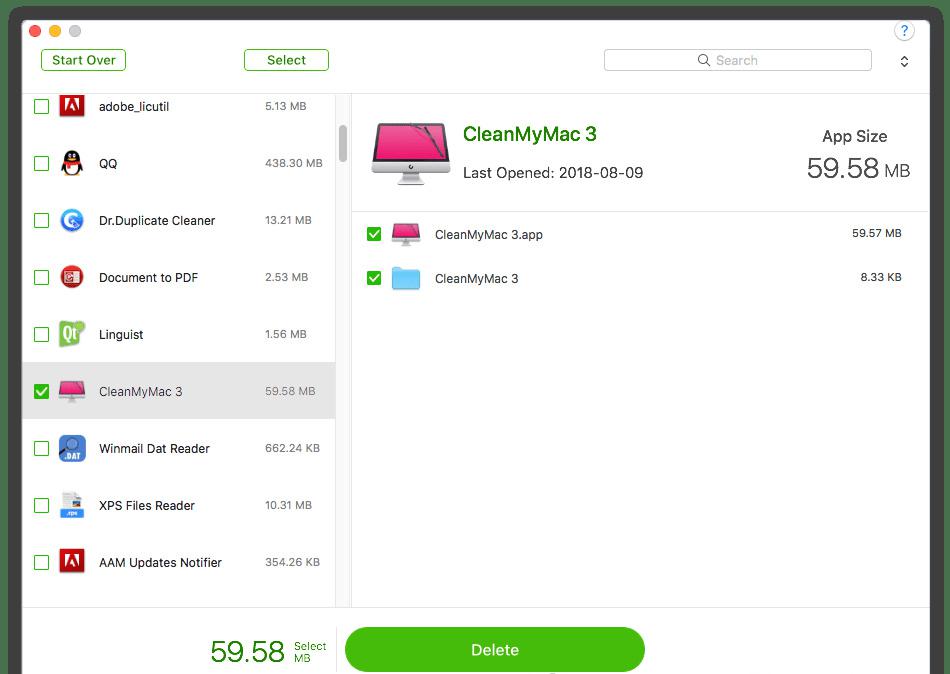 ?
Start Over
Select
Search
adobe_licutil 5.13 MB
QQ 438.30 MB
Dr.Duplicate Cleaner 13.21 MB
Document to PDF 2.53 MB
Qt
Linguist 1.56 MB
CleanMyMac 3 59.58 MB
.DAT
Winmail Dat Reader 662.24 KB
.xps
XPS Files Reader 10.31 MB
AAM Updates Notifier 354.26 KB
CleanMyMac 3
Last Opened: 2018-08-09
App Size
59.58 MB
CleanMyMac 3.app 59.57 MB
CleanMyMac 3 8.33 KB
59.58 Select
MB
Delete